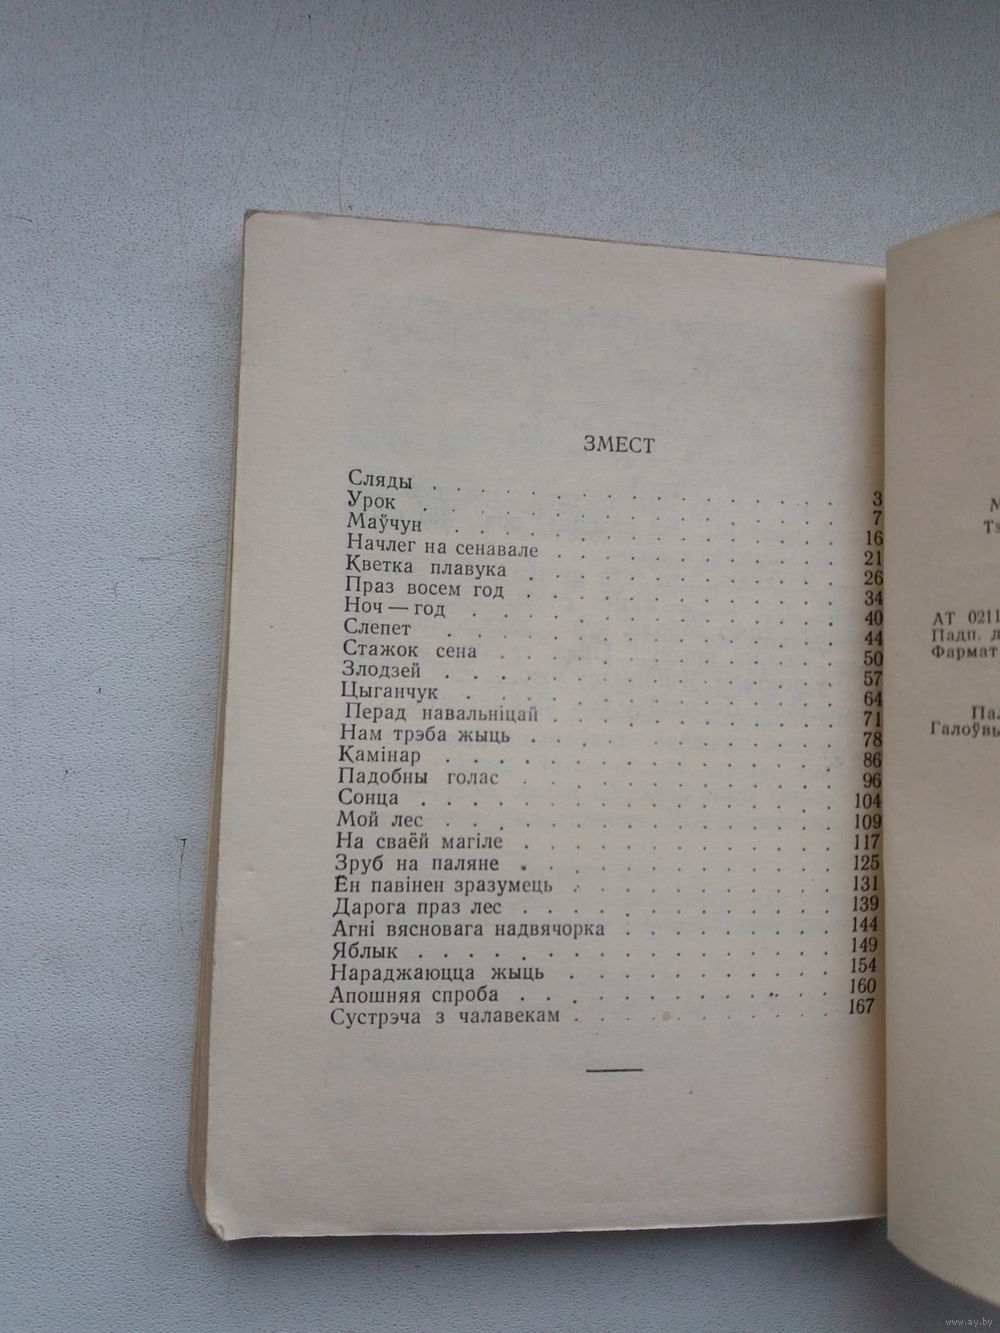 ЗМЕСТ
Сляды . . . . . . . . . . . . . . . . . 3
Урок . . . . . . . . . . . . . . . . . 7
Маўчун . . . . . . . . . . . . . . . . 16
Начлег на сенавале . . . . . . . . . . . 21
Кветка плавука . . . . . . . . . . . . . 26
Праз восем год . . . . . . . . . . . . . 34
Ноч — год . . . . . . . . . . . . . . . 40
Слепет . . . . . . . . . . . . . . . . 44
Стажок сена . . . . . . . . . . . . . . 50
Злодзей . . . . . . . . . . . . . . . . 57
Цыганчук . . . . . . . . . . . . . . . 64
Перад навальніцай . . . . . . . . . . . . 71
Нам трэба жыць . . . . . . . . . . . . . 78
Камінар . . . . . . . . . . . . . . . . 86
Падобны голас . . . . . . . . . . . . . 96
Сонца . . . . . . . . . . . . . . . . . 104
Мой лес . . . . . . . . . . . . . . . . 109
На сваёй магіле . . . . . . . . . . . . . 117
Зруб на паляне . . . . . . . . . . . . . 125
Ён павінен зразумець . . . . . . . . . . . 131
Дарога праз лес . . . . . . . . . . . . . 139
Агні вясновага надвячорка . . . . . . . . . 144
Яблык . . . . . . . . . . . . . . . . . 149
Нараджаюцца жыць . . . . . . . . . . . 154
Апошняя спроба . . . . . . . . . . . . . 160
Сустрэча з чалавекам . . . . . . . . . . . 167
АТ 0211
Падп. д
Фармат
Галоўвы
www.ay.by